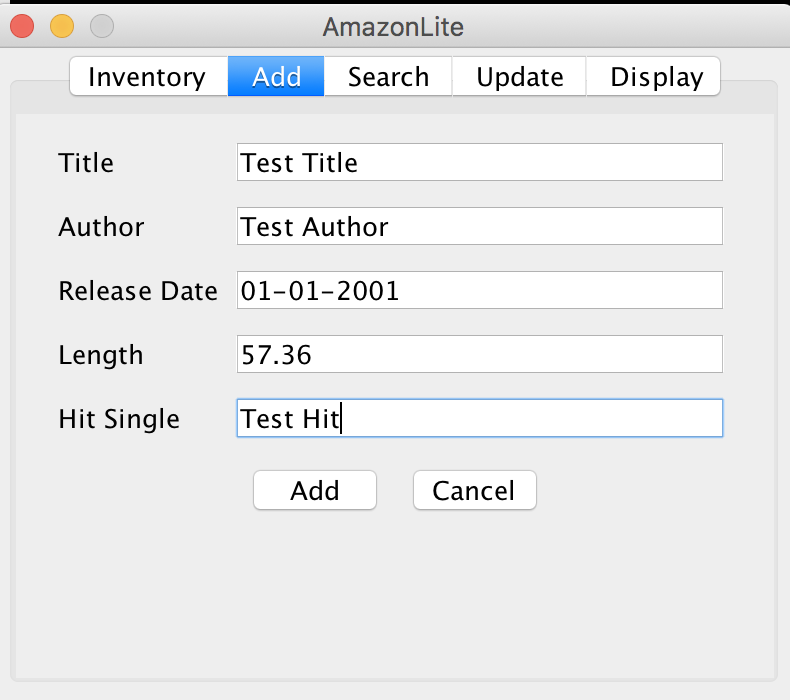 AmazonLite
Inventory Add Search Update Display
Title Test Title
Author Test Author
Release Date 01-01-2001
Length 57.36
Hit Single Test Hit
Add Cancel